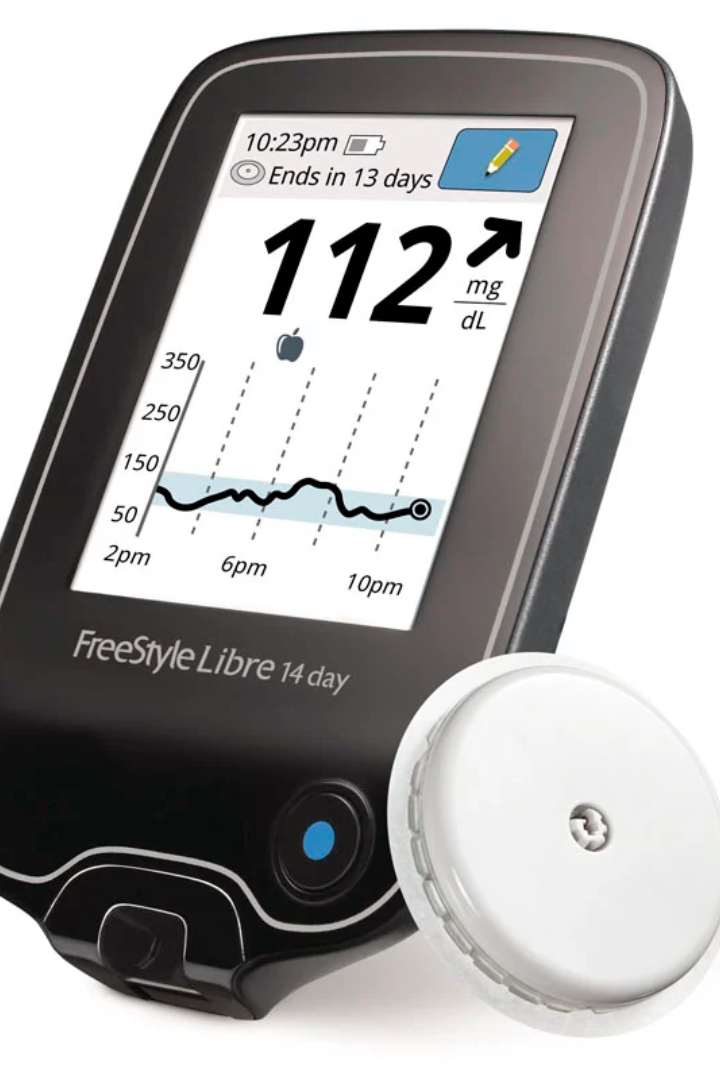 10:23pm
Ends in 13 days
112
mg
dL
350
250
150
50
2pm
6pm
10pm
FreeStyle Libre 14 day